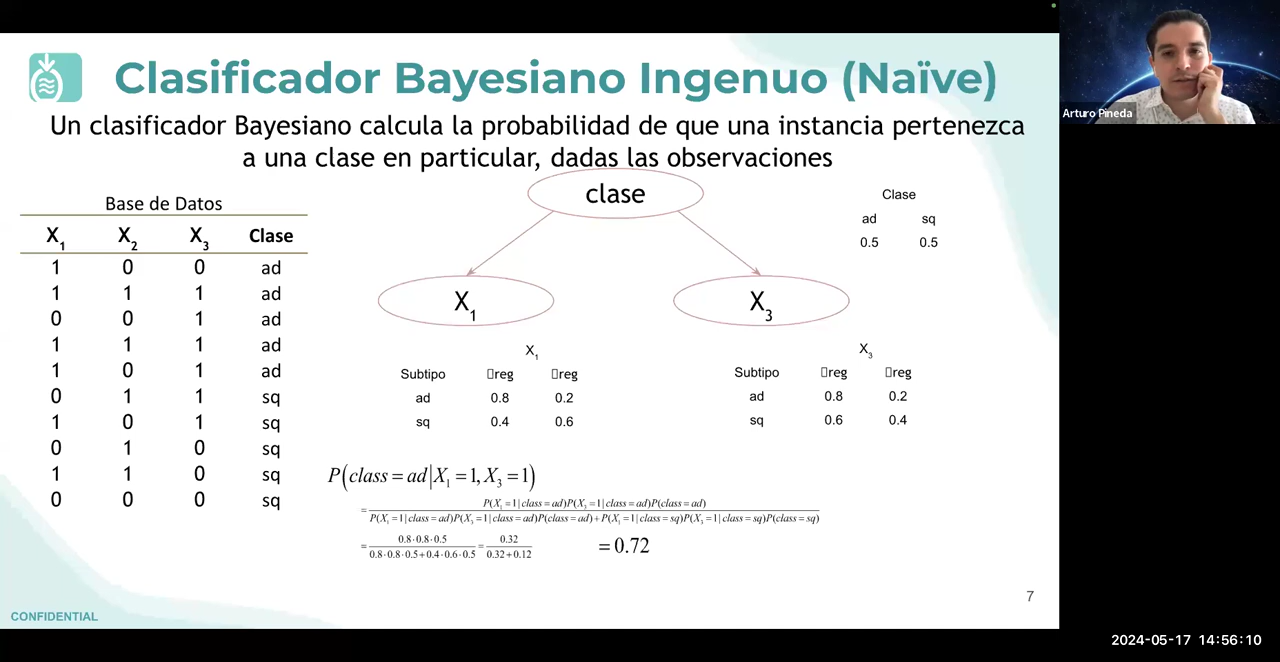 Clasificador Bayesiano Ingenuo (Naïve)
Un clasificador Bayesiano calcula la probabilidad de que una instancia pertenezca
a una clase en particular, dadas las observaciones
Arturo Pineda
Base de Datos
X1 X2 X3 Clase
1 0 0 ad
1 1 1 ad
0 0 1 ad
1 1 1 ad
1 0 1 ad
0 1 1 sq
1 0 1 sq
0 1 0 sq
1 1 0 sq
0 0 0 sq
clase
X1
X3
Clase
ad sq
0.5 0.5
X1
Subtipo reg reg
ad 0.8 0.2
sq 0.4 0.6
X3
Subtipo reg reg
ad 0.8 0.2
sq 0.6 0.4
P(class = ad|X1 = 1, X3 = 1)
= P(X1 = 1|class = ad)P(X3 = 1|class = ad)P(class = ad)
P(X1 = 1|class = ad)P(X3 = 1|class = ad)P(class = ad) + P(X1 = 1|class = sq)P(X3 = 1|class = sq)P(class = sq)
= 0.8·0.8·0.5 = 0.32 = 0.72
0.8·0.8·0.5+0.4·0.6·0.5 0.32+0.12
7
CONFIDENTIAL
2024-05-17 14:56:10